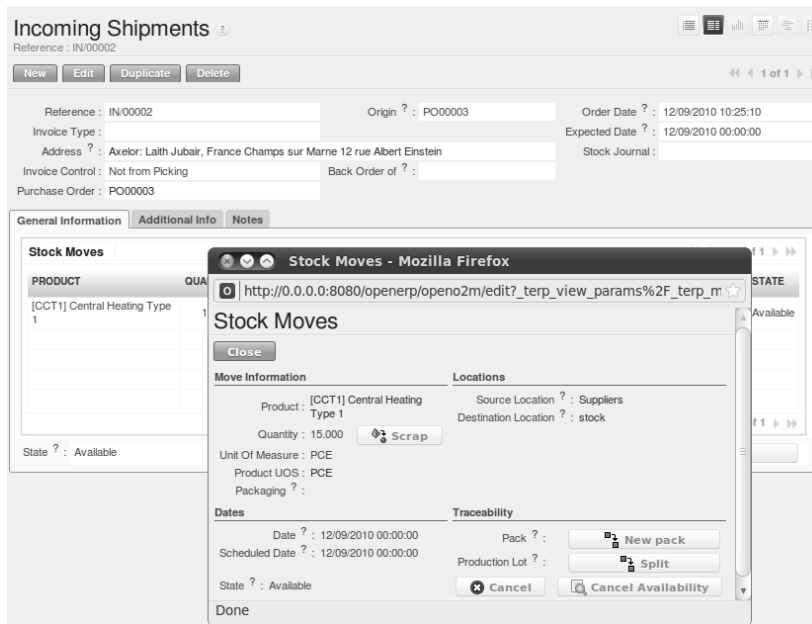 Incoming Shipments ?
Reference : IN/00002
New Edit Duplicate Delete 1 of 1
Reference : IN/00002 Origin ? : PO00003 Order Date ? : 12/09/2010 10:25:10
Invoice Type : Expected Date ? : 12/09/2010 00:00:00
Address ? : Axelor: Laith Jubair, France Champs sur Marne 12 rue Albert Einstein Stock Journal :
Invoice Control : Not from Picking Back Order of ? :
Purchase Order : PO00003
General Information Additional Info Notes
Stock Moves f 1
PRODUCT QUA STATE
[CCT1] Central Heating Type 1 Available
1
f 1
State ? : Available
Stock Moves - Mozilla Firefox
http://0.0.0.0:8080/openerp/openo2m/edit?_terp_view_params%2F_terp_m
Stock Moves
Close
Move Information Locations
Product : [CCT1] Central Heating Source Location ? : Suppliers
Type 1 Destination Location ? : stock
Quantity : 15.000 Scrap
Unit Of Measure : PCE
Product UOS : PCE
Packaging ? :
Dates Traceability
Date ? : 12/09/2010 00:00:00 Pack ? : New pack
Scheduled Date ? : 12/09/2010 00:00:00 Production Lot ? : Split
State ? : Available Cancel Cancel Availability
Done